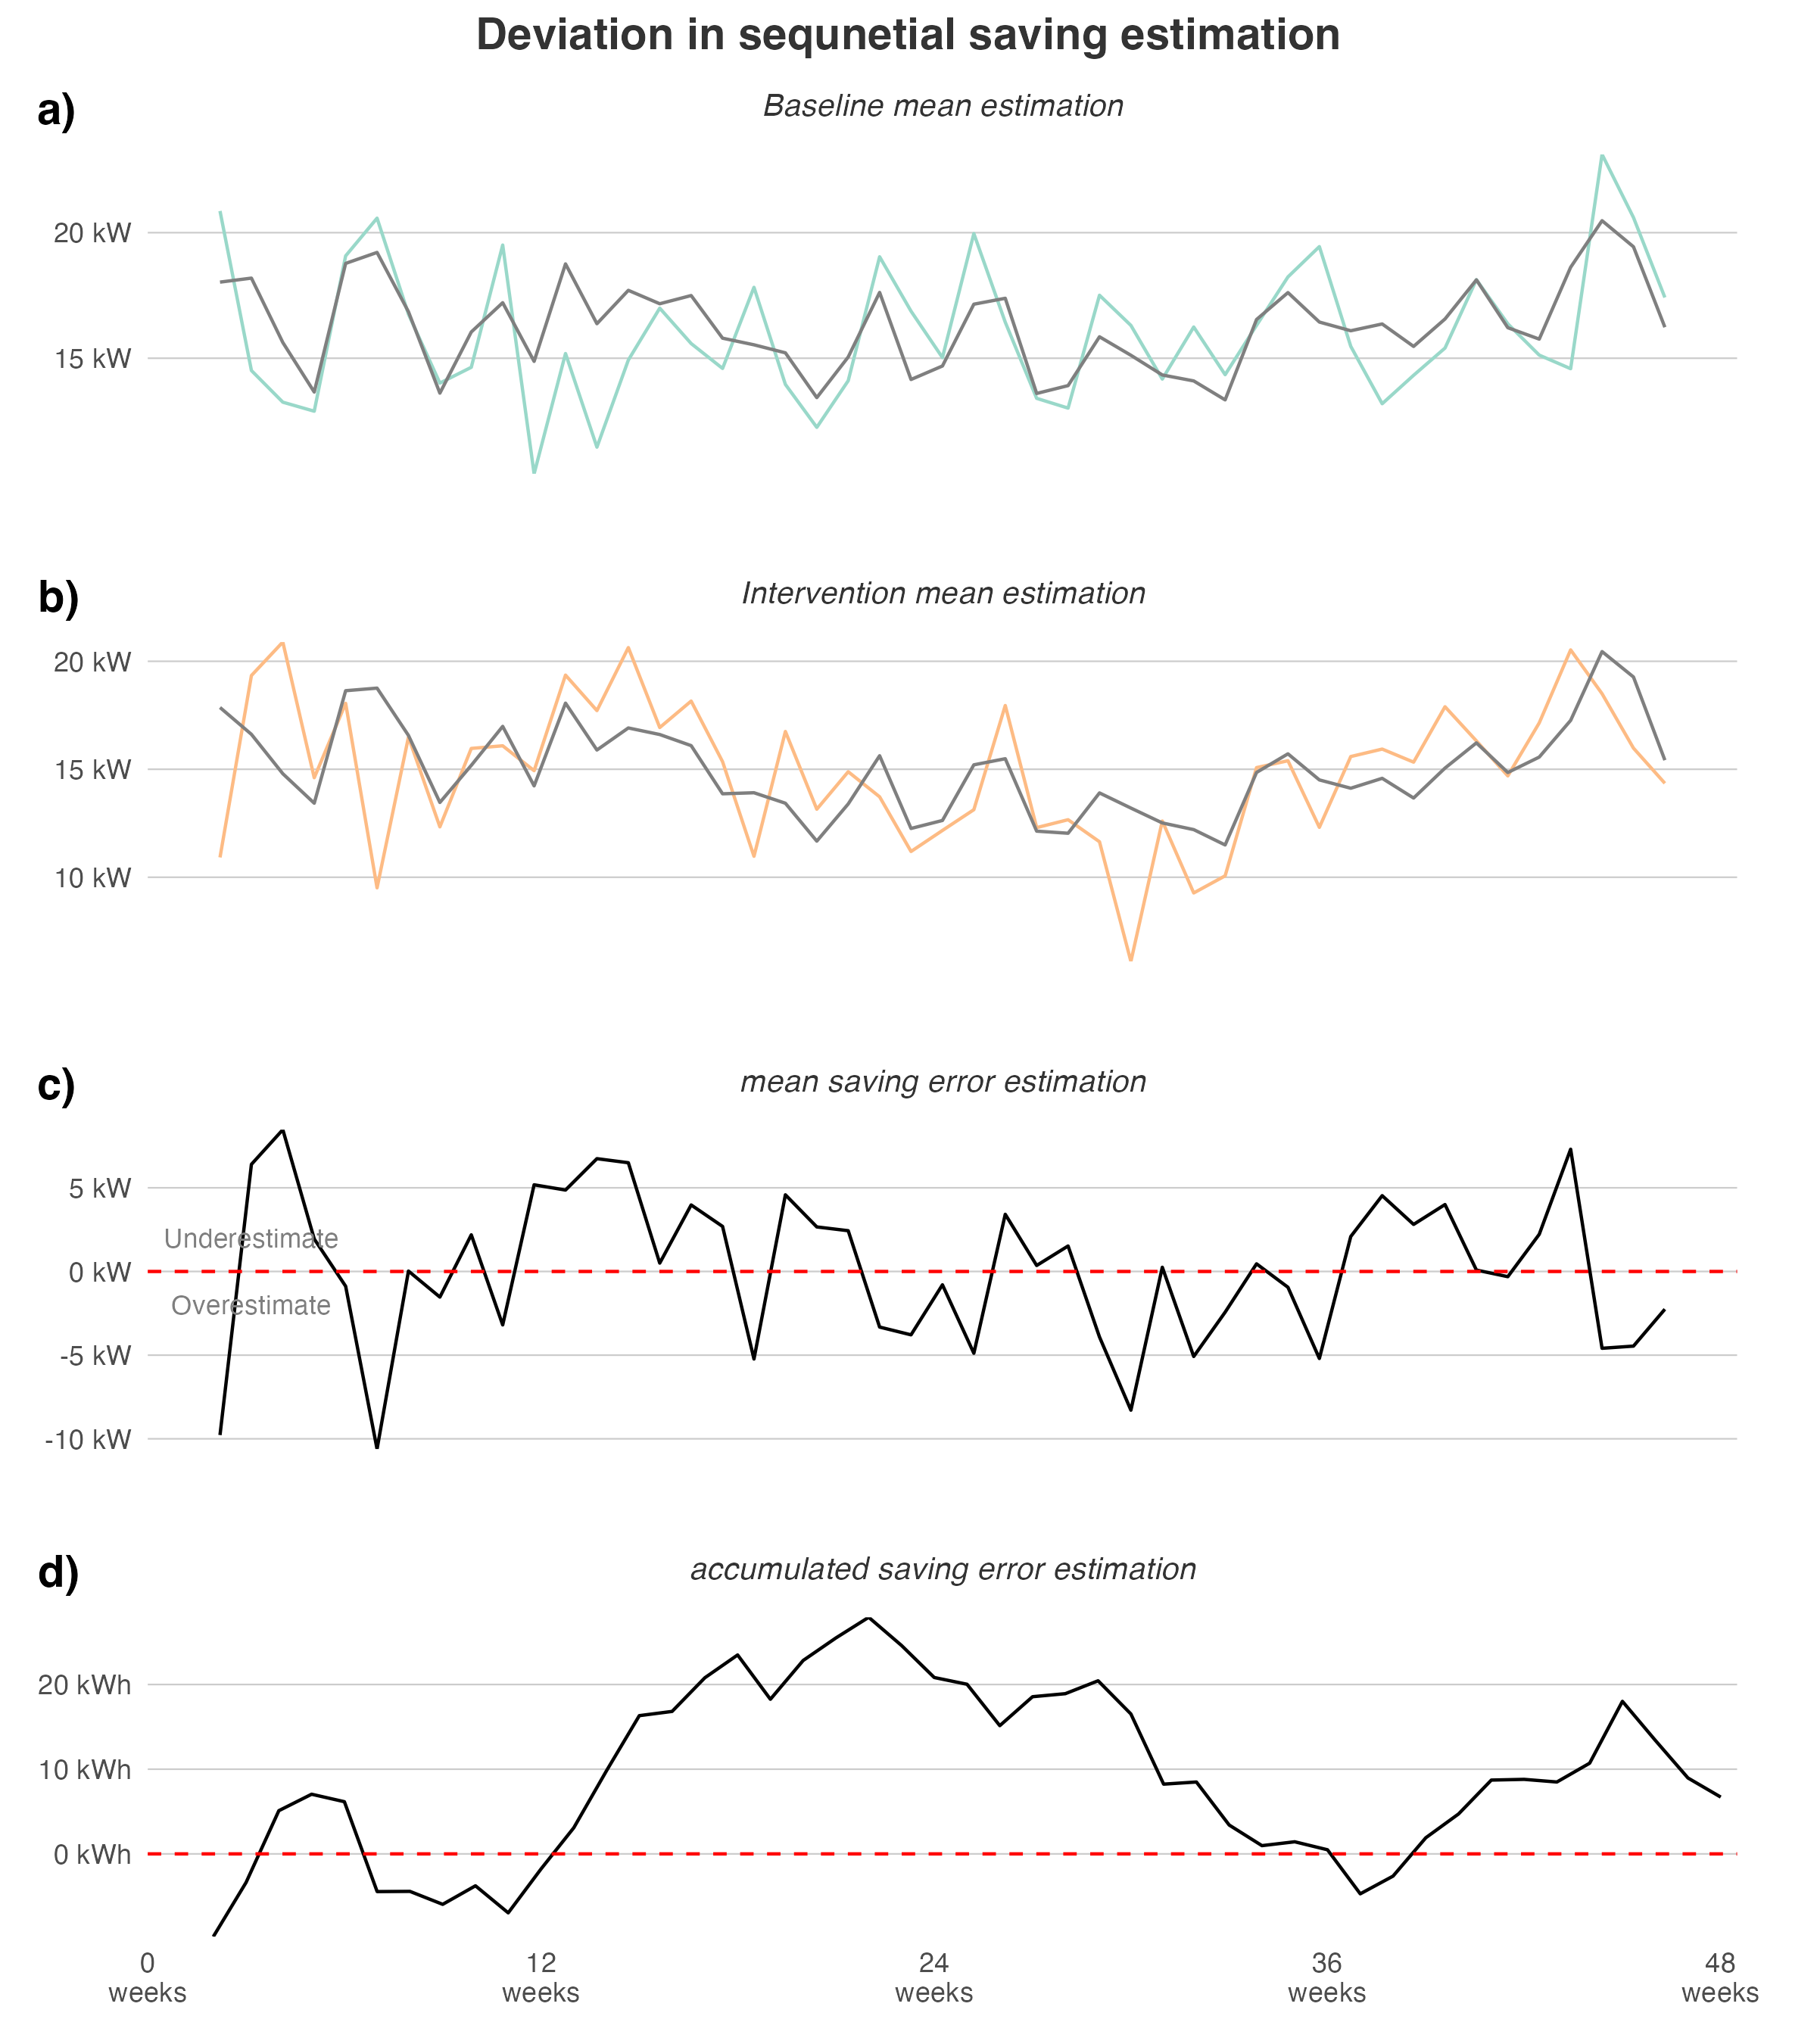 Deviation in sequnetial saving estimation
a)
Baseline mean estimation
20 kW
15 kW
b)
Intervention mean estimation
20 kW
15 kW
10 kW
c)
mean saving error estimation
5 kW
Underestimate
0 kW
Overestimate
-5 kW
-10 kW
d)
accumulated saving error estimation
20 kWh
10 kWh
0 kWh
0 12 24 36 48
weeks weeks weeks weeks weeks